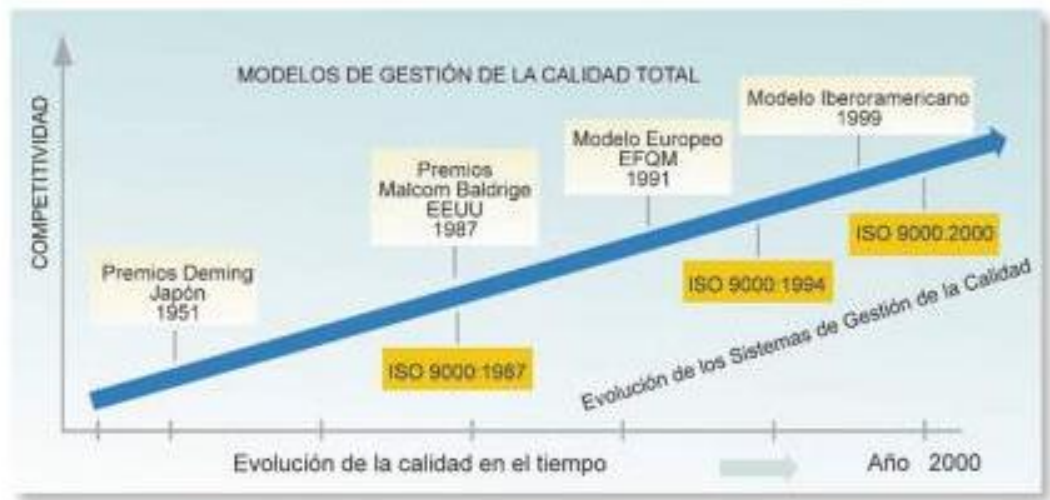 MODELOS DE GESTIÓN DE LA CALIDAD TOTAL
COMPETITIVIDAD
Modelo Iberoramericano
1999
Modelo Europeo
EFQM
1991
Premios
Malcom Baldrige
EEUU
1987
Premios Deming
Japón
1951
ISO 9000:2000
ISO 9000:1994
ISO 9000:1987
Evolución de los Sistemas de Gestión de la Calidad
Evolución de la calidad en el tiempo
Año 2000